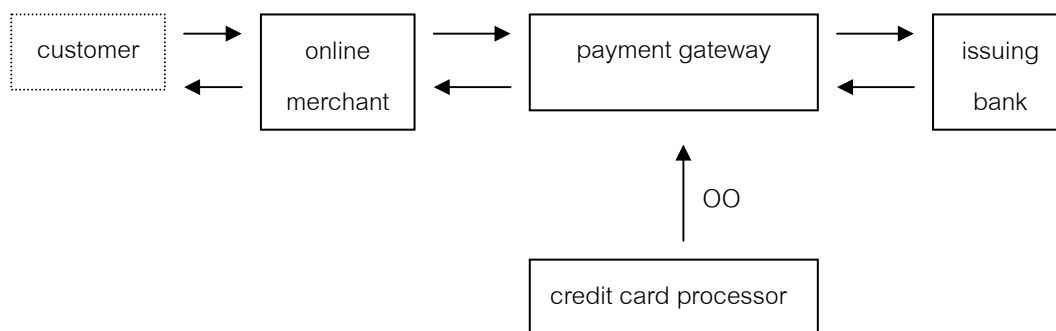 customer
online
merchant
payment gateway
issuing
bank
OO
credit card processor